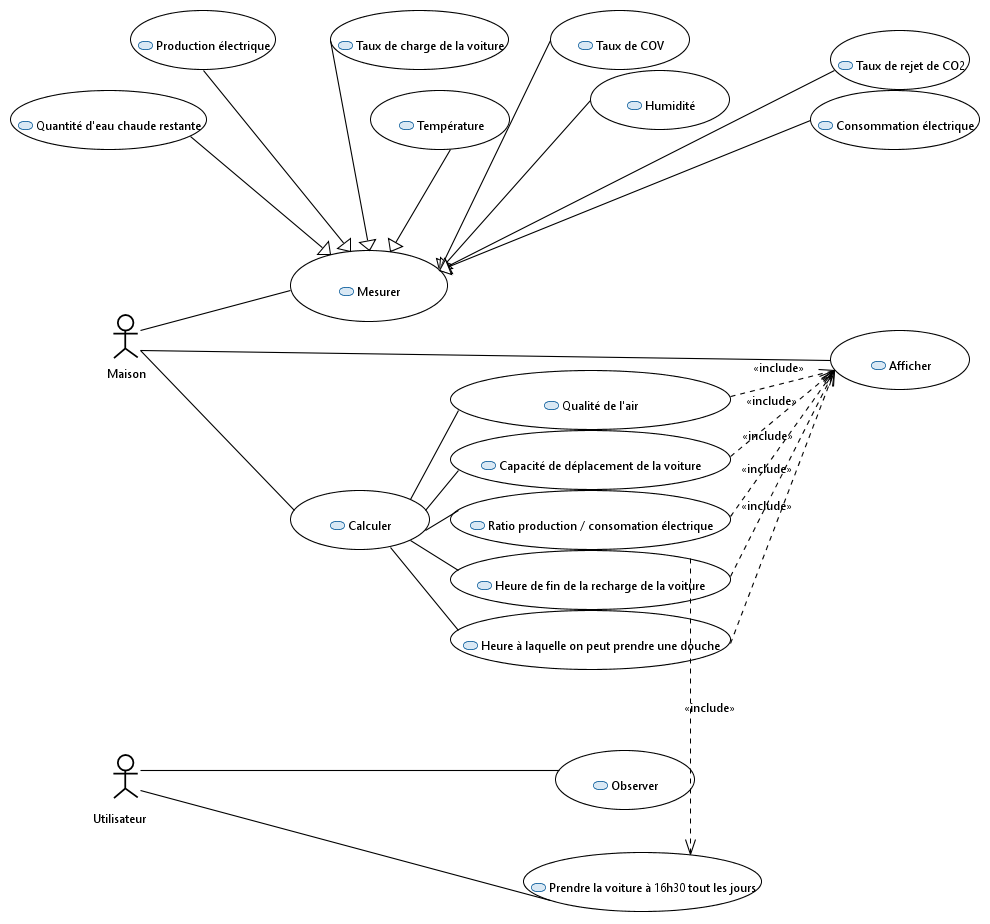 Production électrique
Taux de charge de la voiture
Taux de COV
Taux de rejet de CO2
Humidité
Quantité d'eau chaude restante
Température
Consommation électrique
Mesurer
Maison
Afficher
«include»
Qualité de l'air
«include»
«include»
Capacité de déplacement de la voiture
«include»
«include»
Calculer
Ratio production / consomation électrique
Heure de fin de la recharge de la voiture
Heure à laquelle on peut prendre une douche
«include»
Observer
Utilisateur
Prendre la voiture à 16h30 tout les jours